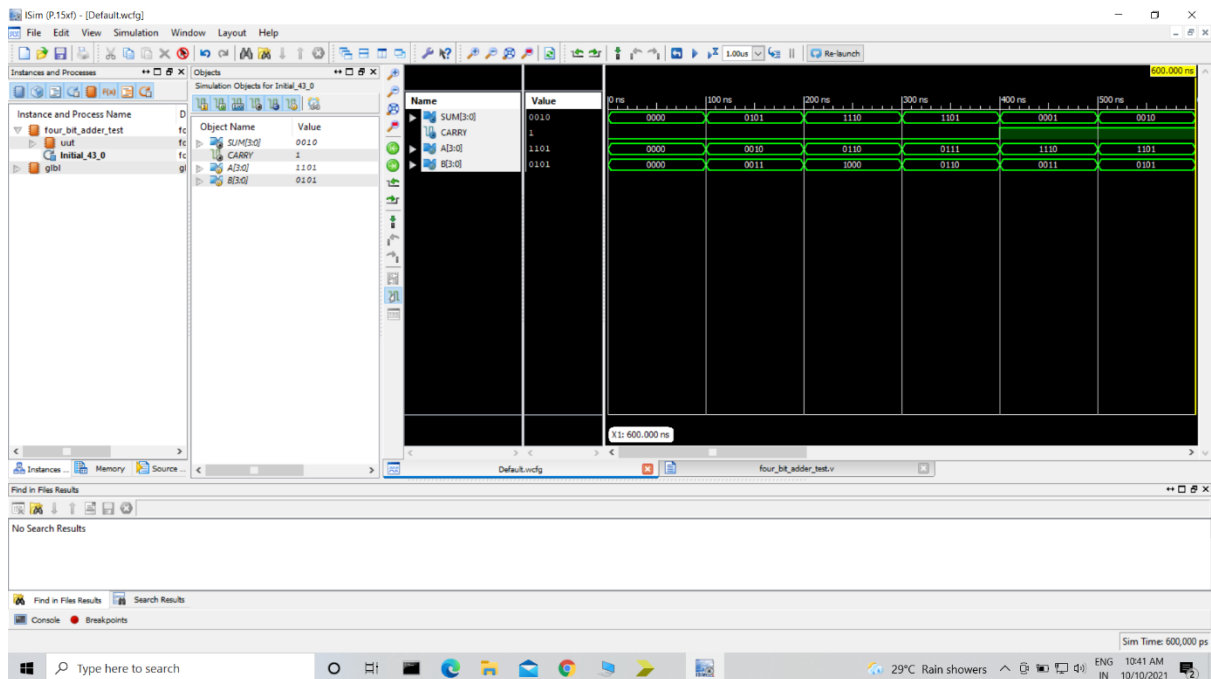 ISim (P.15xf) - [Default.wcfg]
File Edit View Simulation Window Layout Help
1.00us Re-launch
Instances and Processes
Instance and Process Name D
four_bit_adder_test fc
uut fc
Initial_43_0 fc
glbl gl
Instances ... Memory Source ...
Objects
Simulation Objects for Initial_43_0
Object Name Value
SUM[3:0] 0010
CARRY 1
A[3:0] 1101
B[3:0] 0101
600.000 ns
Name Value 0 ns 100 ns 200 ns 300 ns 400 ns 500 ns
SUM[3:0] 0010 0000 0101 1110 1101 0001 0010
CARRY 1
A[3:0] 1101 0000 0010 0110 0111 1110 1101
B[3:0] 0101 0000 0011 1000 0110 0011 0101
X1: 600.000 ns
Default.wcfg four_bit_adder_test.v
Find in Files Results
No Search Results
Find in Files Results Search Results
Console Breakpoints
Sim Time: 600,000 ps
Type here to search
29°C Rain showers
ENG 10:41 AM
IN 10/10/2021
2